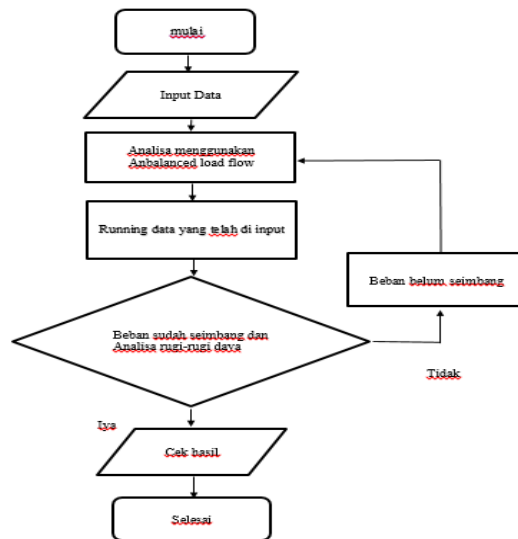 mulai
Input Data
Analisa menggunakan
Anbalanced load flow
Running data yang telah di input
Beban belum seimbang
Beban sudah seimbang dan
Analisa rugi-rugi daya
Tidak
Iya
Cek hasil
Selesai